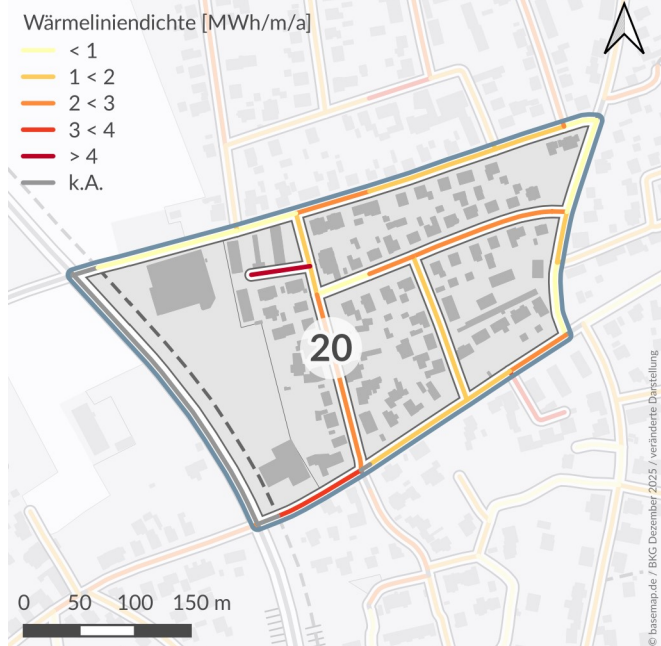 Wärmeliniendichte [MWh/m/a]
< 1
1 < 2
2 < 3
3 < 4
> 4
k.A.
20
0 50 100 150 m
© basemap.de / BKG Dezember 2025 / veränderte Darstellung